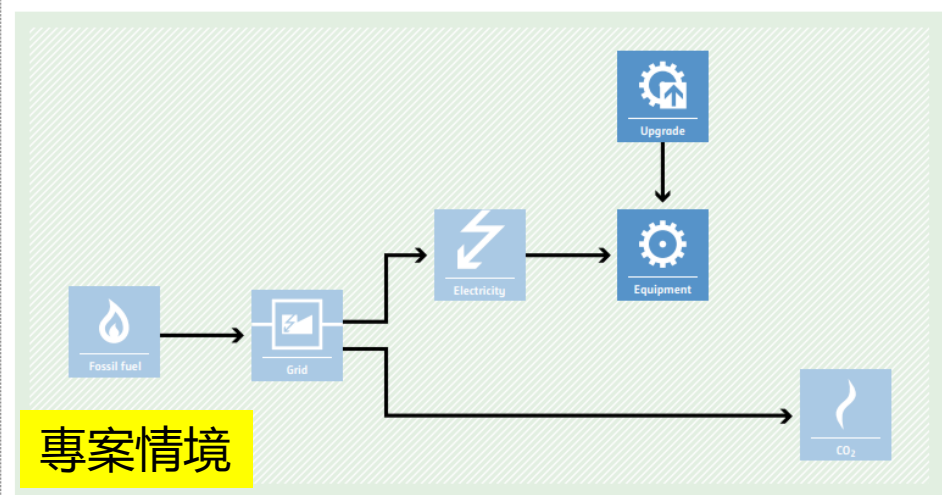 Upgrade
Electricity
Equipment
Fossil fuel
Grid
CO₂
專案情境